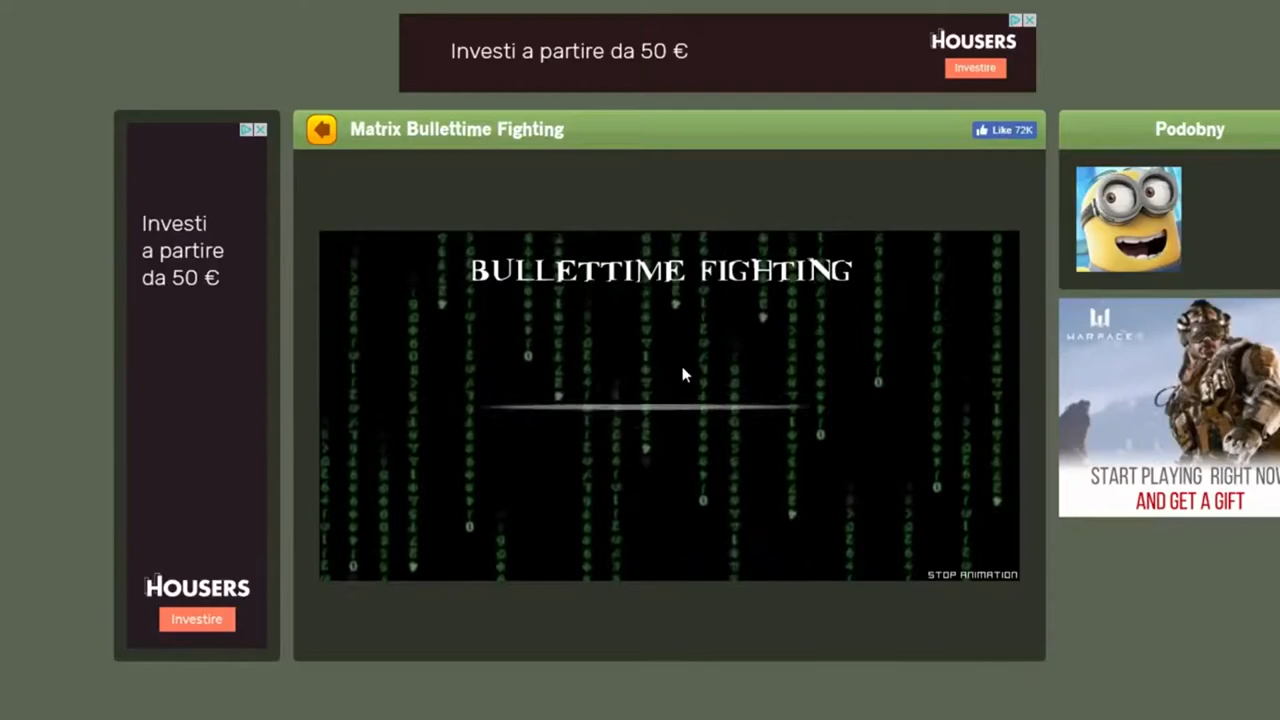 Investi a partire da 50 €
HOUSERS
Investire
Investi
a partire
da 50 €
HOUSERS
Investire
Matrix Bullettime Fighting
Like 72K
BULLETTIME FIGHTING
STOP ANIMATION
Podobny
WARFACE
START PLAYING RIGHT NOW
AND GET A GIFT